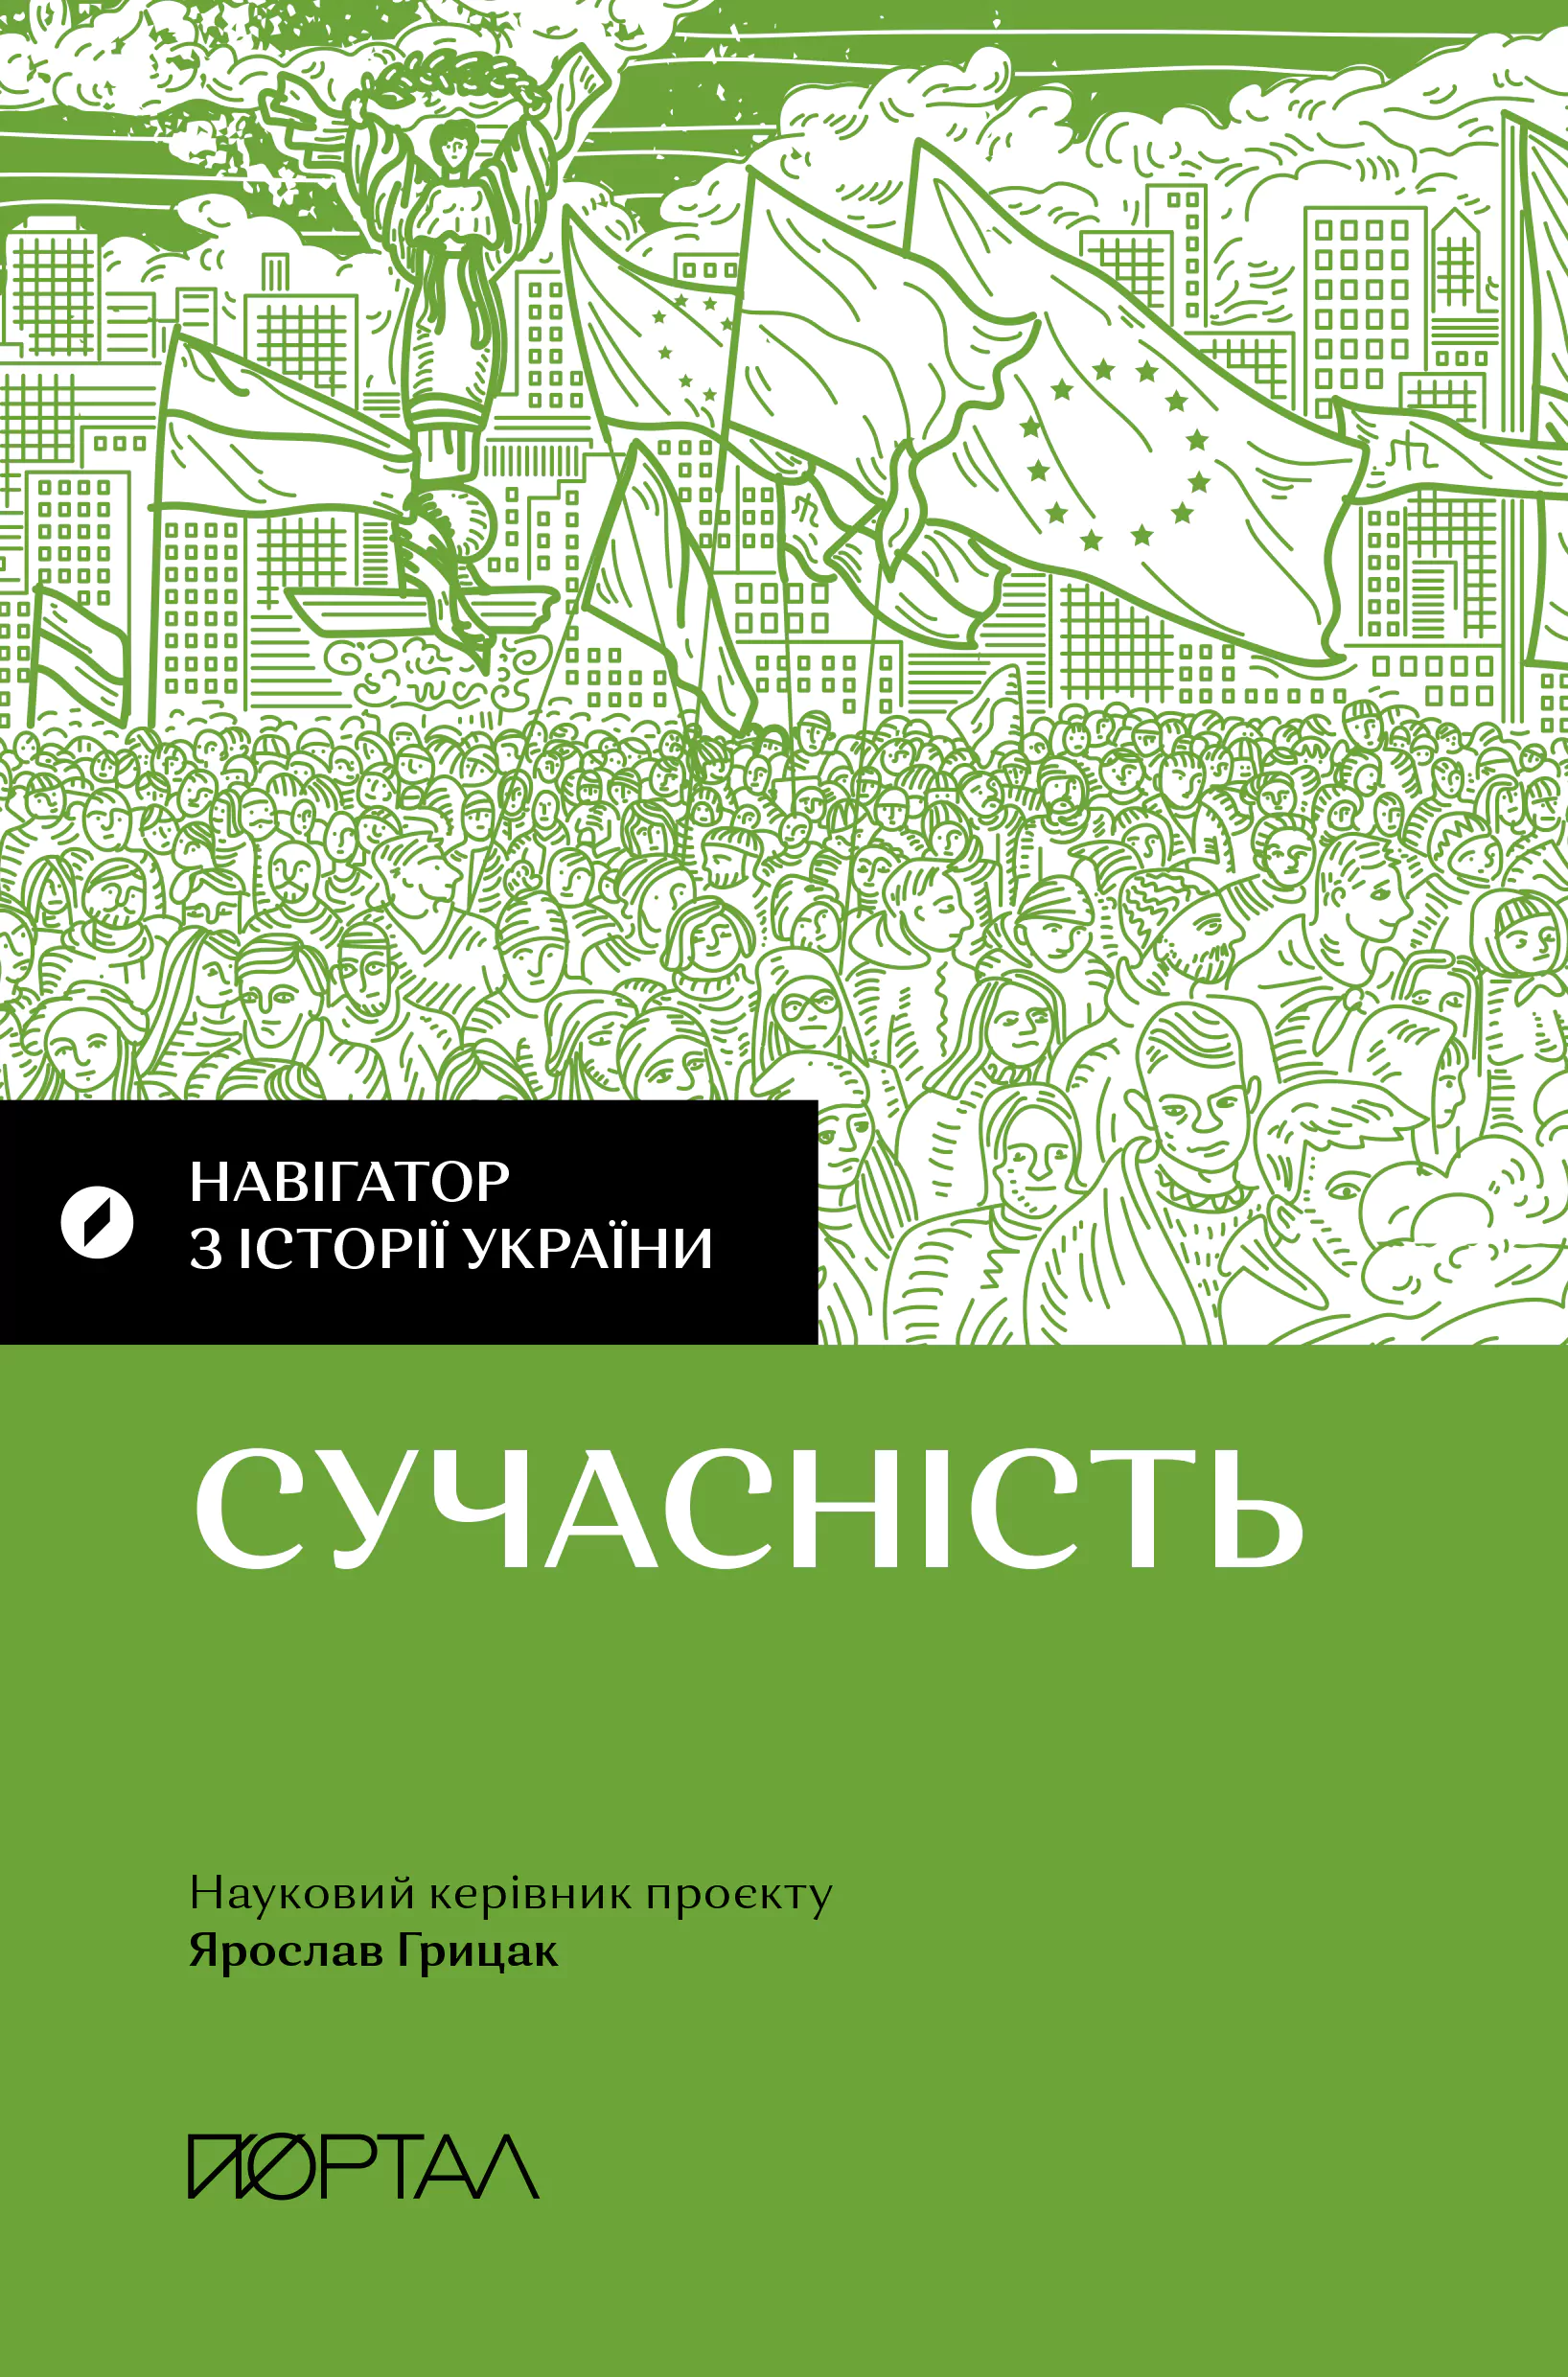 НАВІГАТОР
З ІСТОРІЇ УКРАЇНИ
СУЧАСНІСТЬ
Науковий керівник проєкту
Ярослав Грицак
ПОРТАЛ